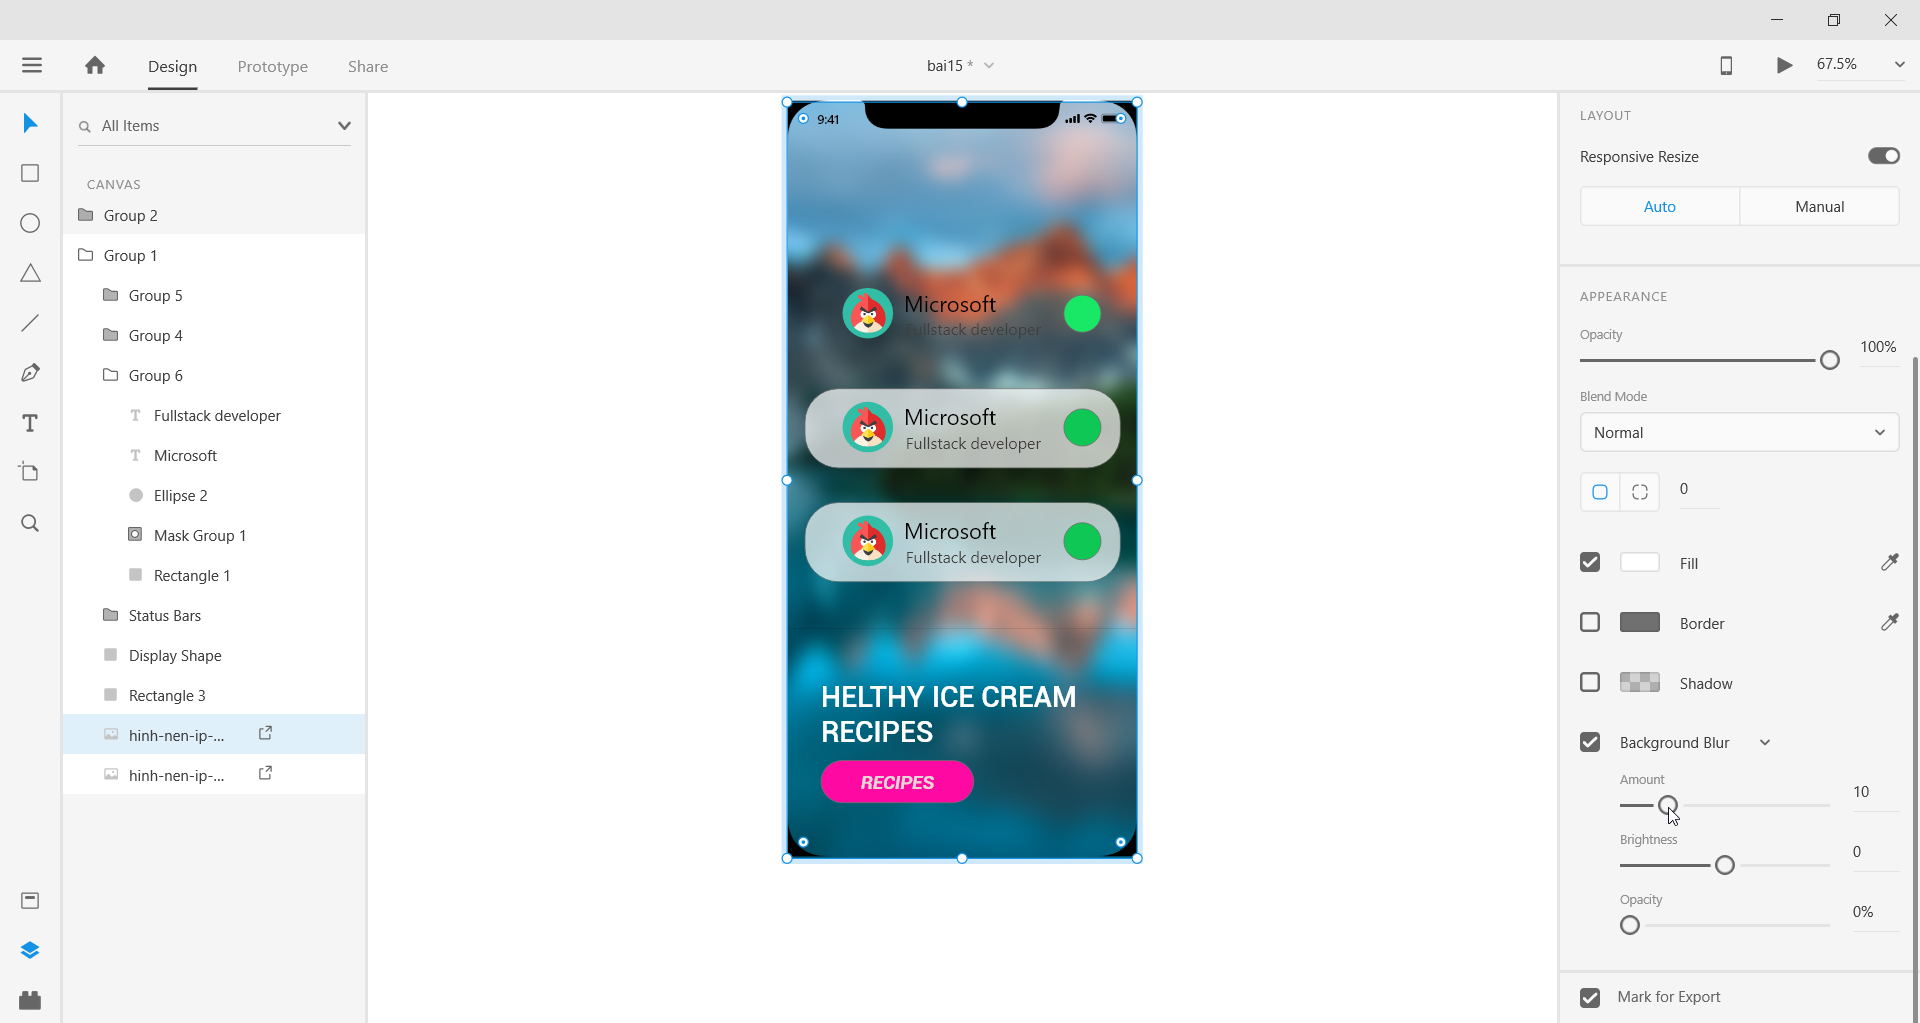 Design
Prototype
Share
bai15 *
67.5%
All Items
CANVAS
Group 2
Group 1
Group 5
Group 4
Group 6
Fullstack developer
Microsoft
Ellipse 2
Mask Group 1
Rectangle 1
Status Bars
Display Shape
Rectangle 3
hinh-nen-ip-...
hinh-nen-ip-...
9:41
Microsoft
Fullstack developer
Microsoft
Fullstack developer
Microsoft
Fullstack developer
HELTHY ICE CREAM
RECIPES
RECIPES
LAYOUT
Responsive Resize
Auto
Manual
APPEARANCE
Opacity
100%
Blend Mode
Normal
0
Fill
Border
Shadow
Background Blur
Amount
10
Brightness
0
Opacity
0%
Mark for Export